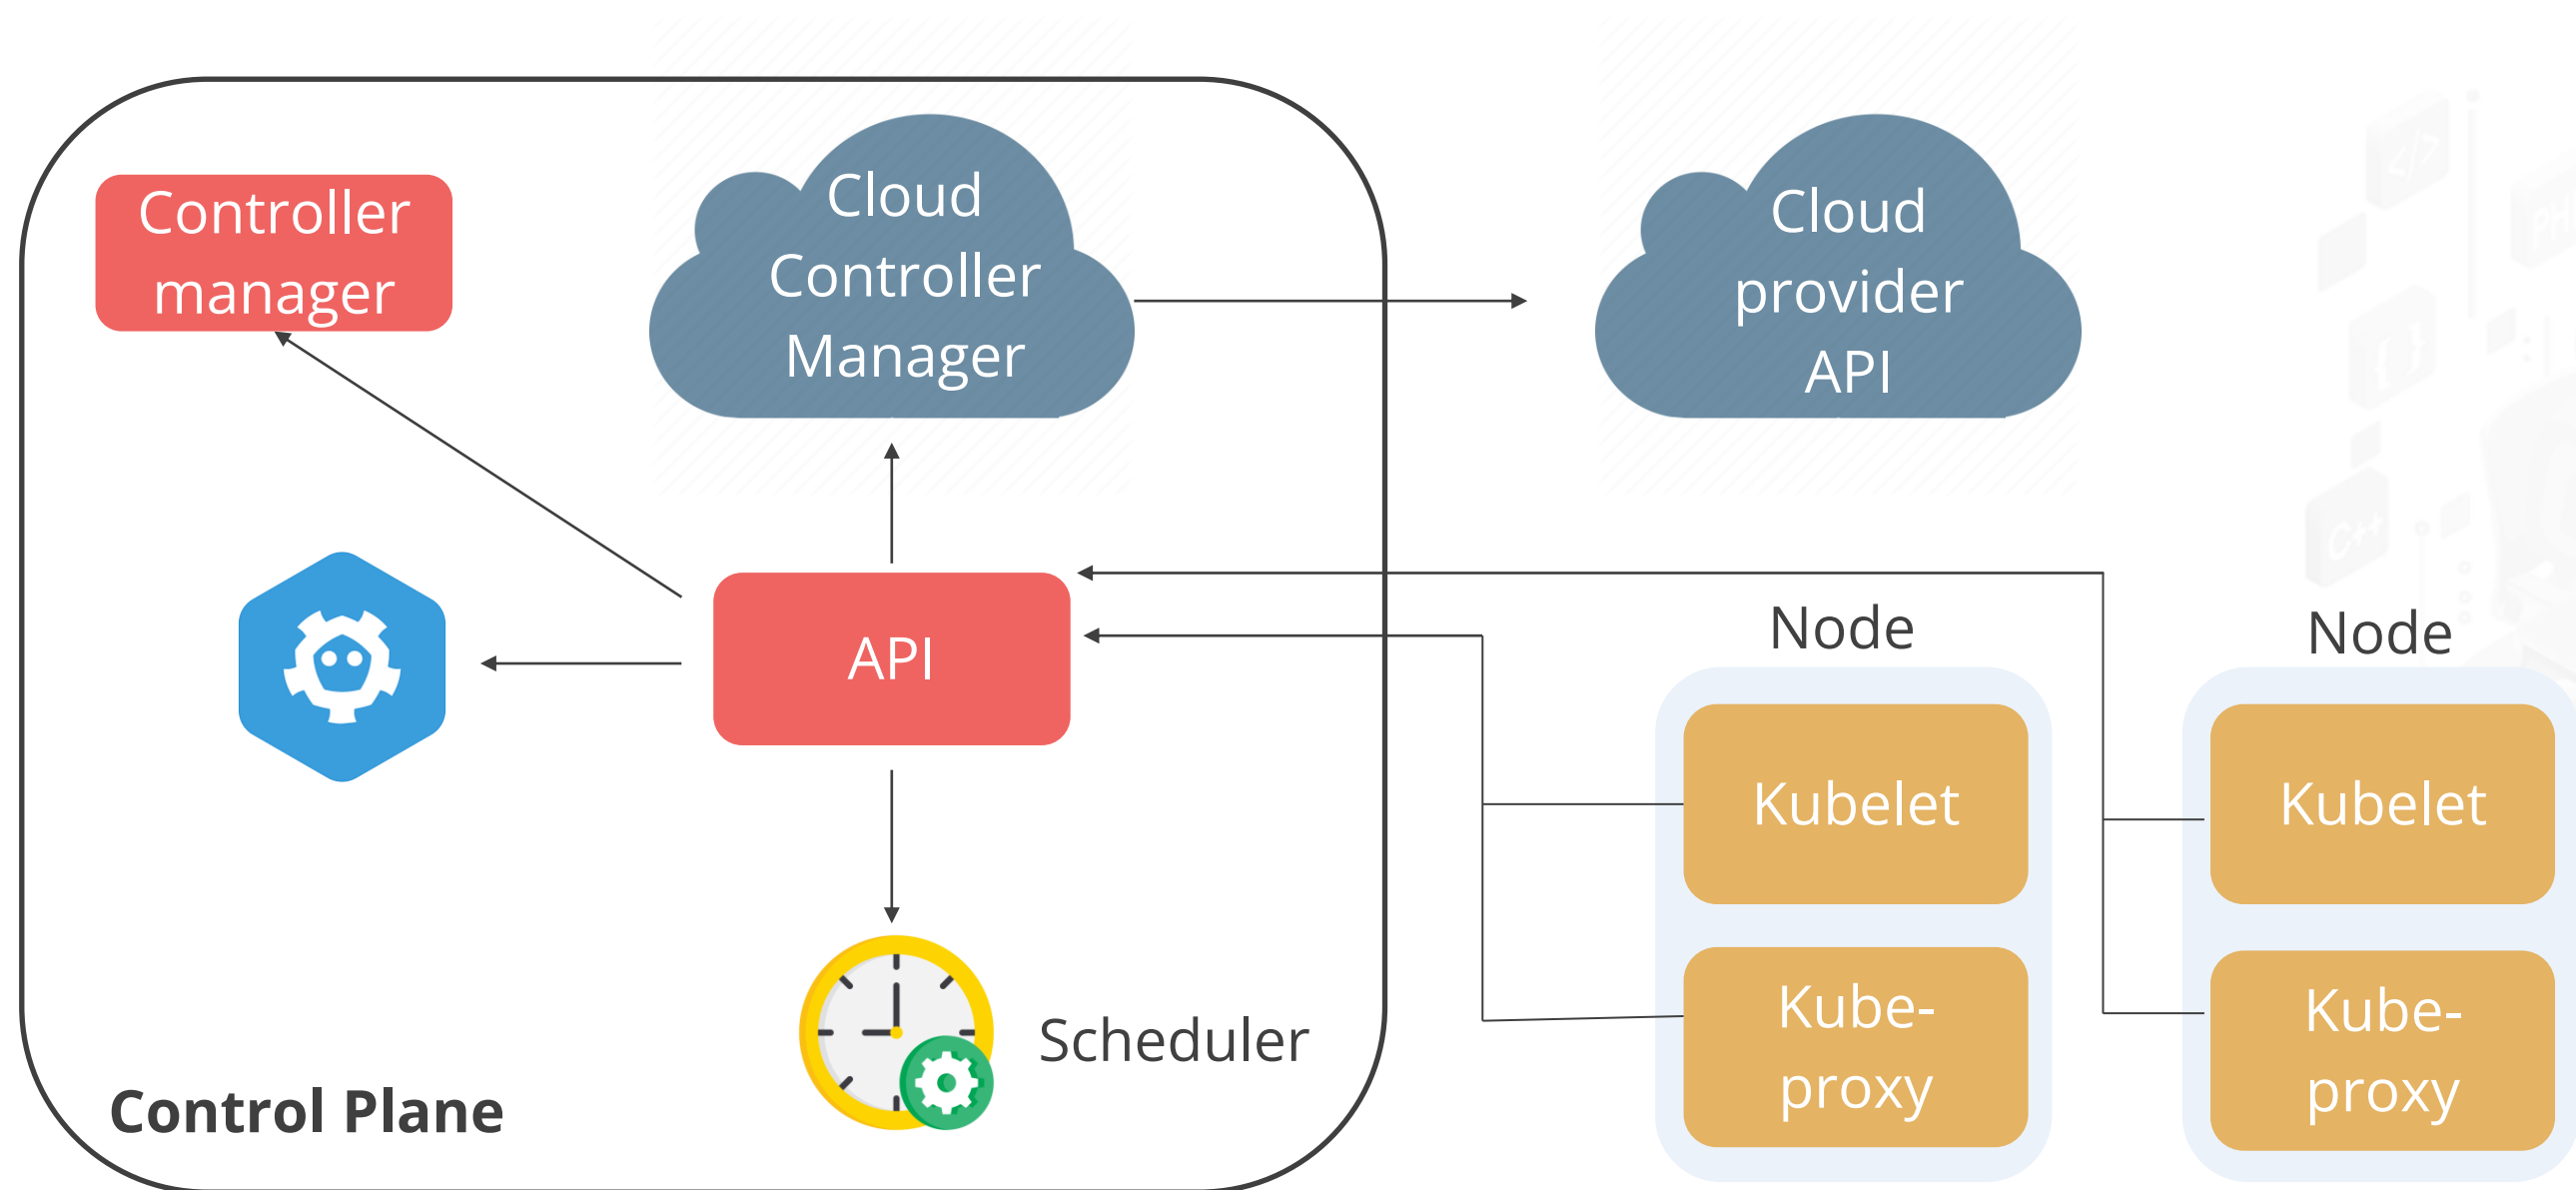 Controller
manager
Cloud
Controller
Manager
Cloud
provider
API
API
Scheduler
Control Plane
Node
Kubelet
Kube-
proxy
Node
Kubelet
Kube-
proxy
</>
{ }
C++